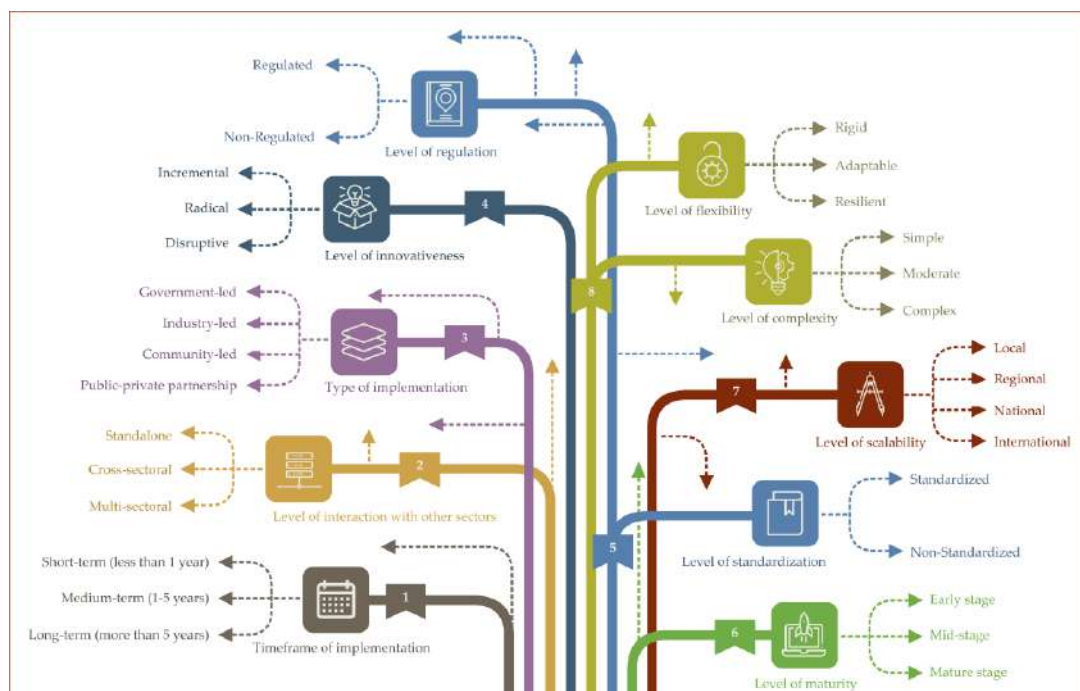 Regulated
Non-Regulated
Level of regulation
Incremental
Radical
Disruptive
Level of innovativeness
4
Government-led
Industry-led
Community-led
Public-private partnership
Type of implementation
3
Standalone
Cross-sectoral
Multi-sectoral
Level of interaction with other sectors
2
Short-term (less than 1 year)
Medium-term (1-5 years)
Long-term (more than 5 years)
Timeframe of implementation
1
Rigid
Adaptable
Resilient
Level of flexibility
8
Simple
Moderate
Complex
Level of complexity
Local
Regional
National
International
7
Level of scalability
Standardized
Non-Standardized
5
Level of standardization
Early stage
Mid-stage
Mature stage
6
Level of maturity